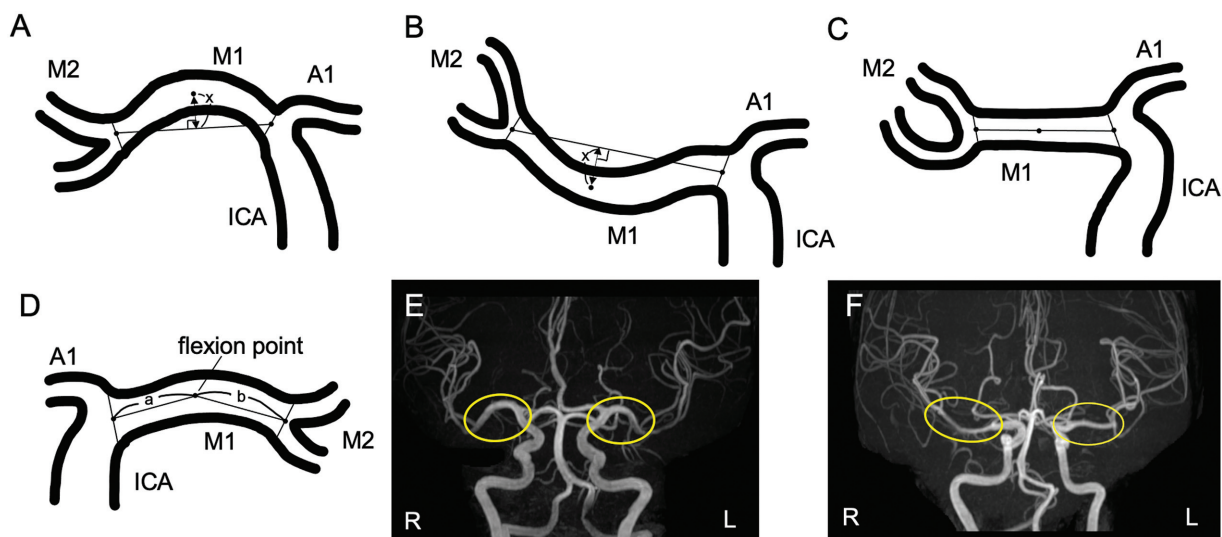 A
M2
M1
A1
x
ICA
B
M2
A1
x
M1
ICA
C
M2
A1
M1
ICA
D
flexion point
A1
a
b
M1
M2
ICA
E
R
L
F
R
L